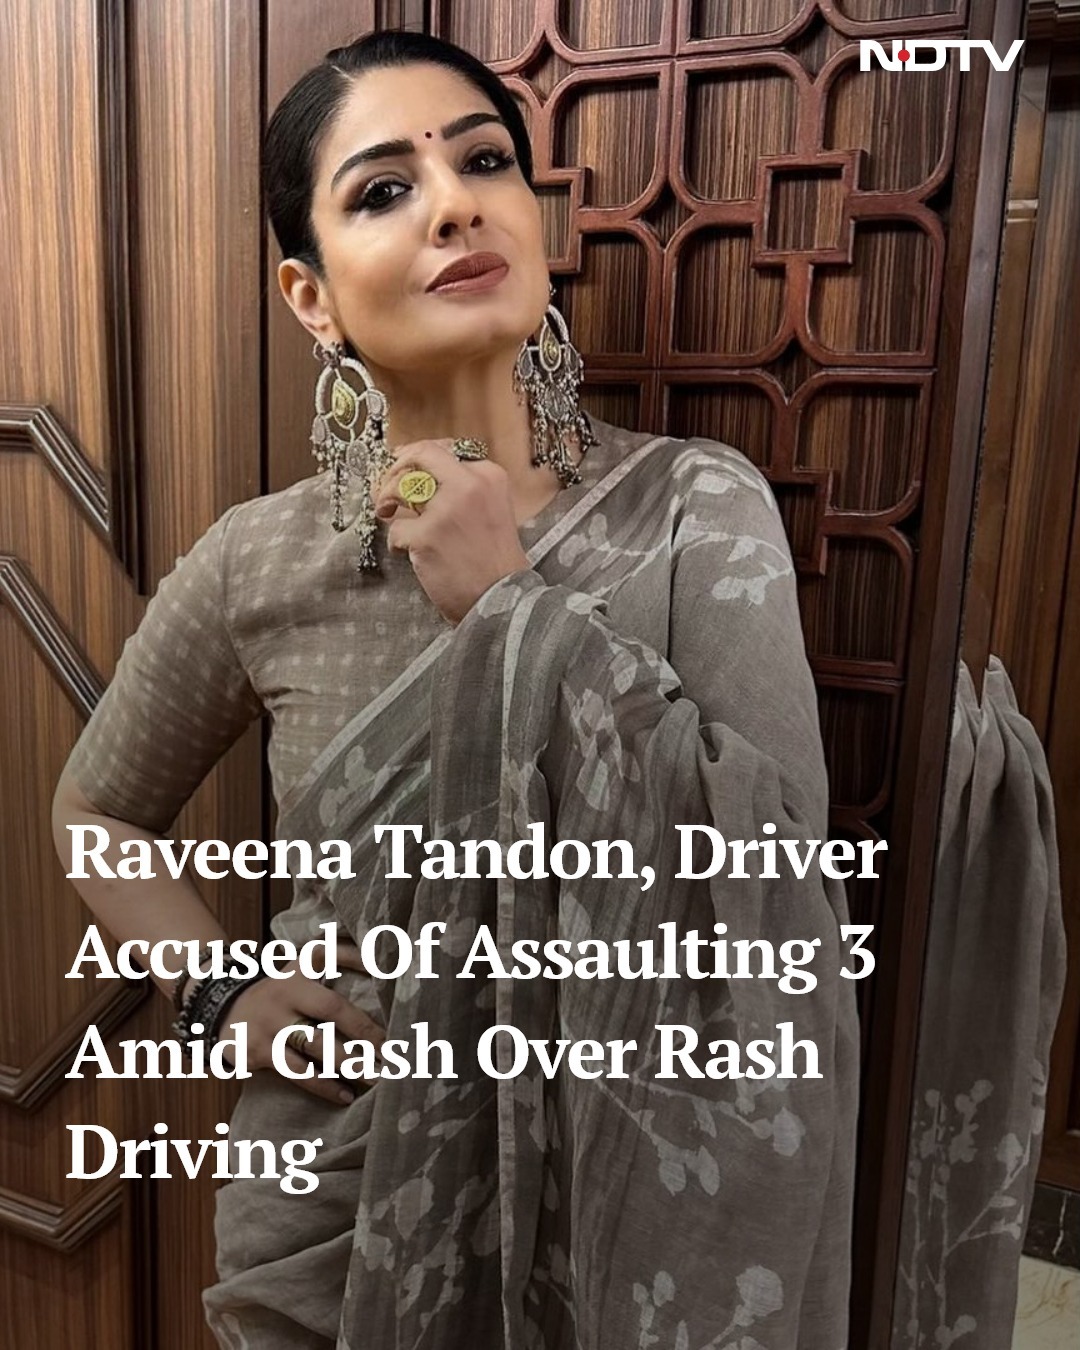 NDTV
Raveena Tandon, Driver
Accused Of Assaulting 3
Amid Clash Over Rash
Driving